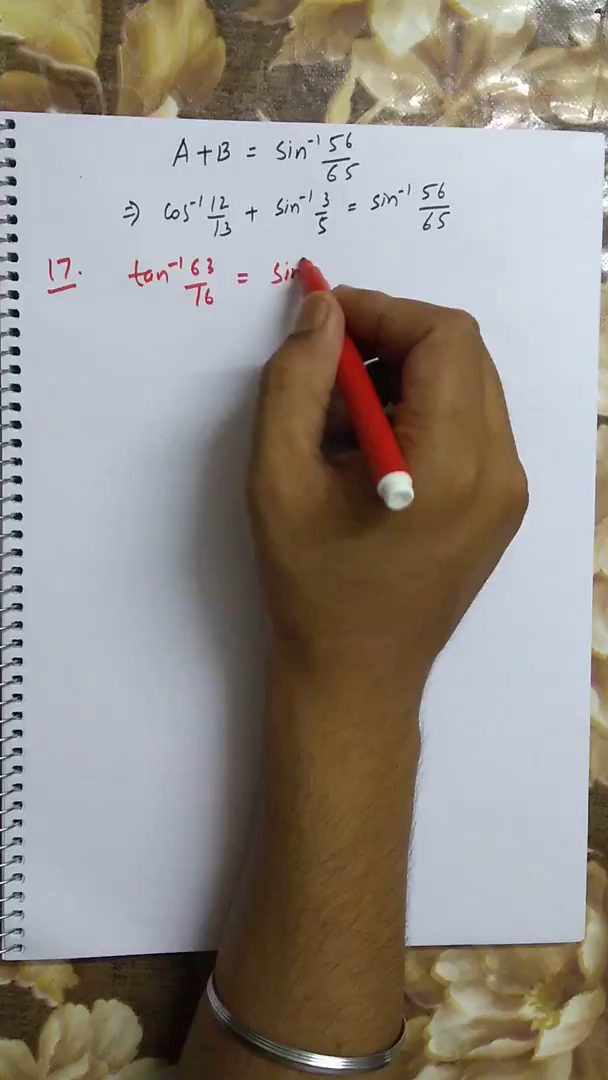 A+B = sin⁻¹ 56/65
⇒ cos⁻¹ 12/13 + sin⁻¹ 3/5 = sin⁻¹ 56/65
17. tan⁻¹ 63/16 = sin